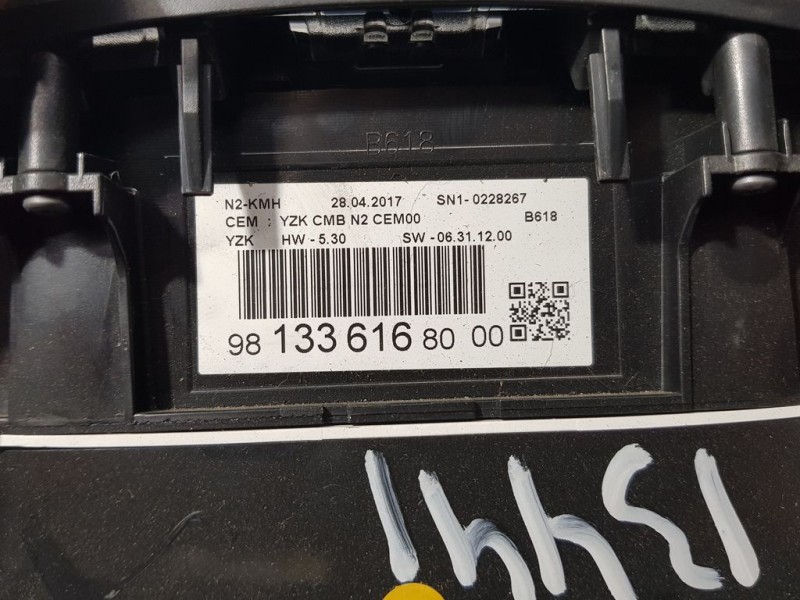 B618
N2-KMH 28.04.2017 SN1- 0228267
CEM : YZK CMB N2 CEM00 B618
YZK HW - 5.30 SW - 06.31.12.00
98 133 616 80 00